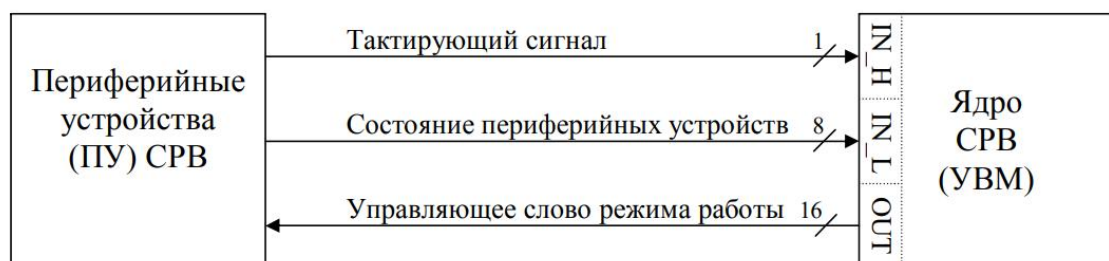 Периферийные
устройства
(ПУ) СРВ
Тактирующий сигнал 1
Состояние периферийных устройств 8
Управляющее слово режима работы 16
IN_H
IN_L
OUT
Ядро
СРВ
(УВМ)